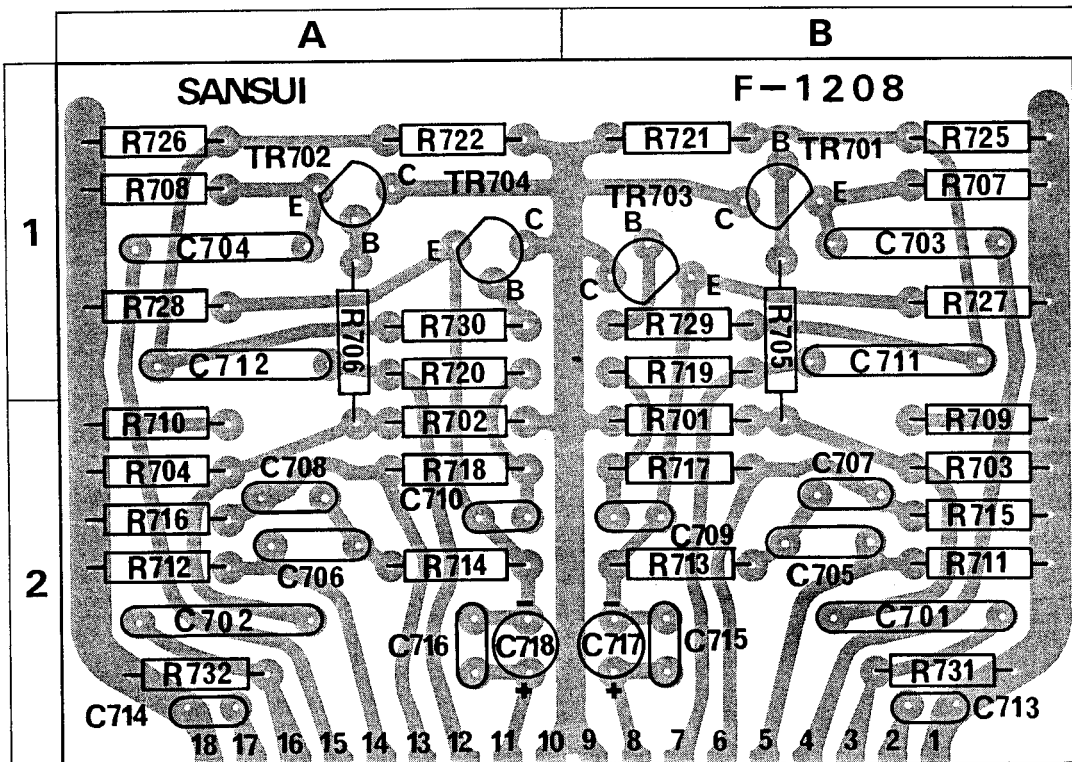 A B
SANSUI F-1208
R726 R722 R721 B R725
TR702 TR701
R708 C TR704 R707
E TR703 E
1 C704 B E C B C C703
B C E
R728 R706 R730 R729 R705 R727
C712 R720 R719 C711
R710 R702 R701 R709
R704 C708 R718 R717 C707 R703
R716 C710 C709 R715
2 R712 C706 R714 R713 C705 R711
C702 - - C701
C716 C718 C717 C715
R732 + + R731
C714 C713
18 17 16 15 14 13 12 11 10 9 8 7 6 5 4 3 2 1